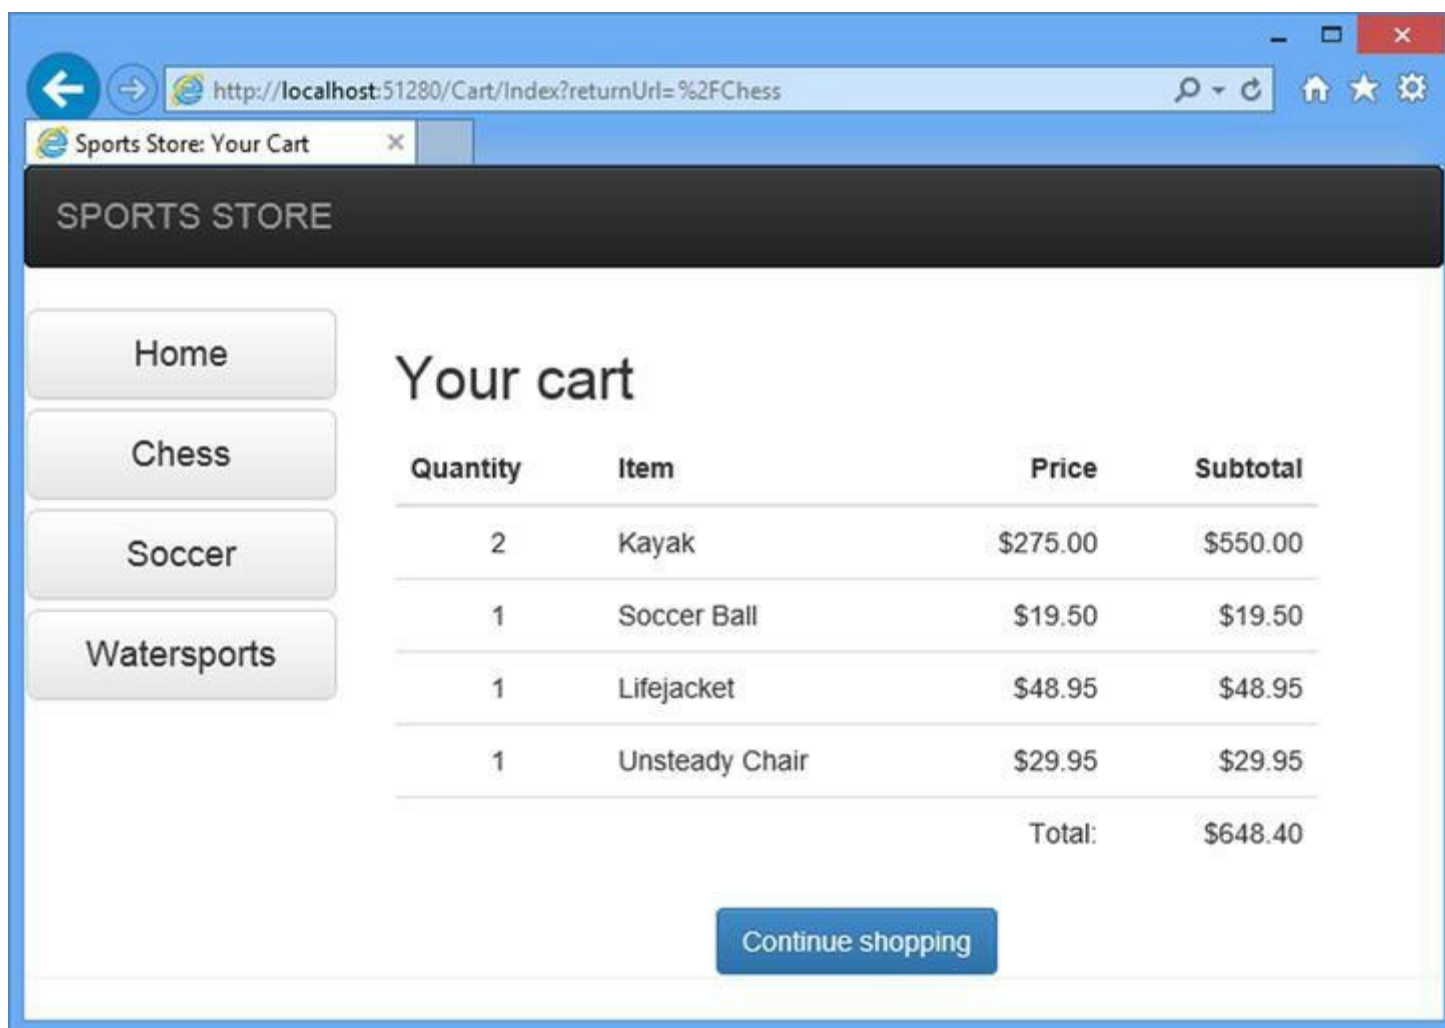 http://localhost:51280/Cart/Index?returnUrl=%2FChess
Sports Store: Your Cart
SPORTS STORE
Home
Chess
Soccer
Watersports
Your cart
Quantity Item Price Subtotal
2 Kayak $275.00 $550.00
1 Soccer Ball $19.50 $19.50
1 Lifejacket $48.95 $48.95
1 Unsteady Chair $29.95 $29.95
Total: $648.40
Continue shopping